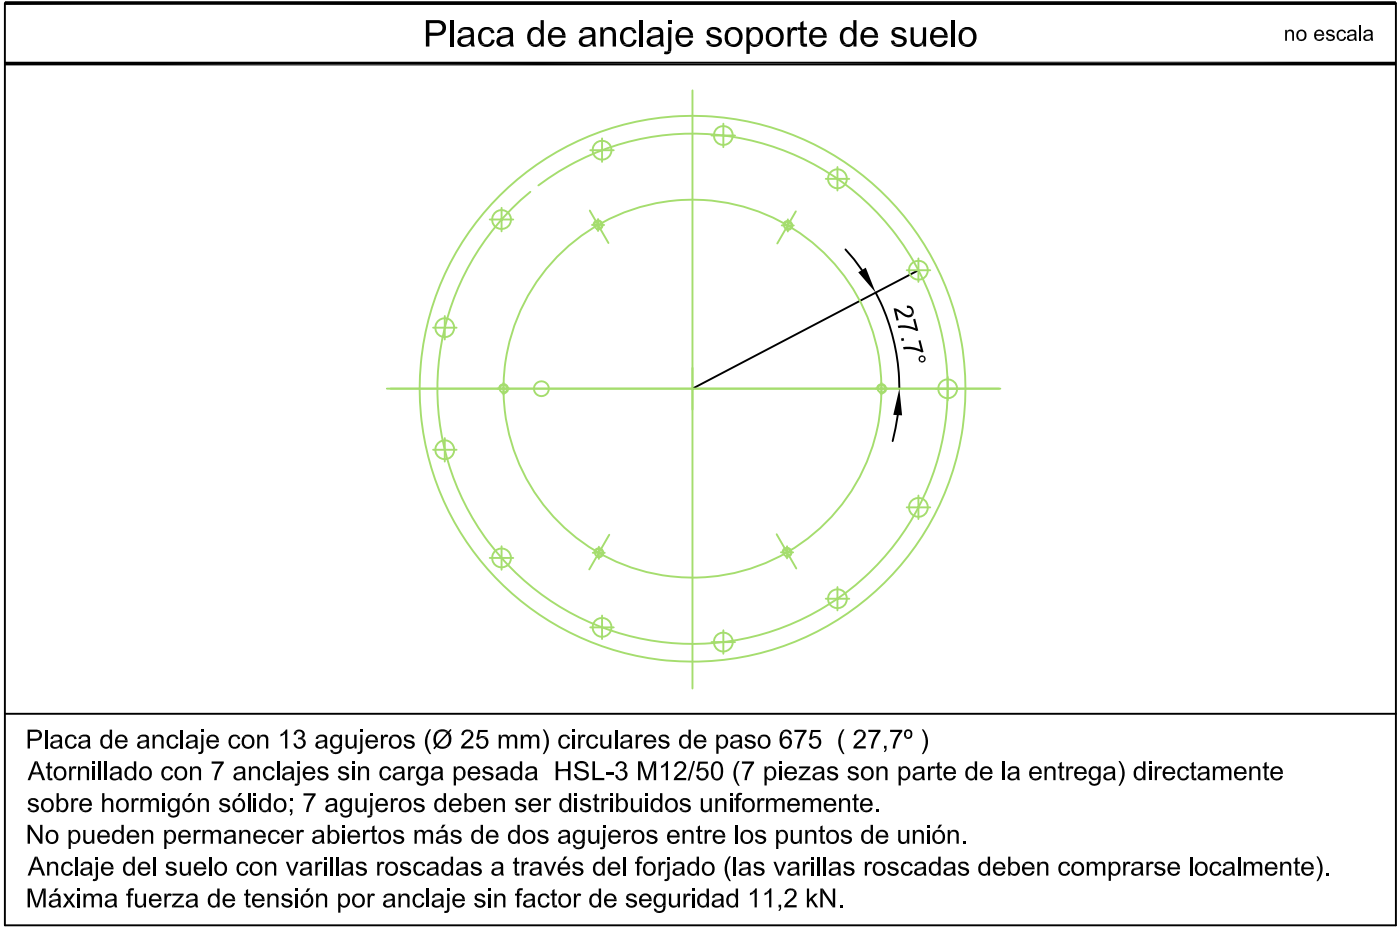 Placa de anclaje soporte de suelo
no escala
27.7°
Placa de anclaje con 13 agujeros (Ø 25 mm) circulares de paso 675 ( 27,7º )
Atornillado con 7 anclajes sin carga pesada HSL-3 M12/50 (7 piezas son parte de la entrega) directamente
sobre hormigón sólido; 7 agujeros deben ser distribuidos uniformemente.
No pueden permanecer abiertos más de dos agujeros entre los puntos de unión.
Anclaje del suelo con varillas roscadas a través del forjado (las varillas roscadas deben comprarse localmente).
Máxima fuerza de tensión por anclaje sin factor de seguridad 11,2 kN.